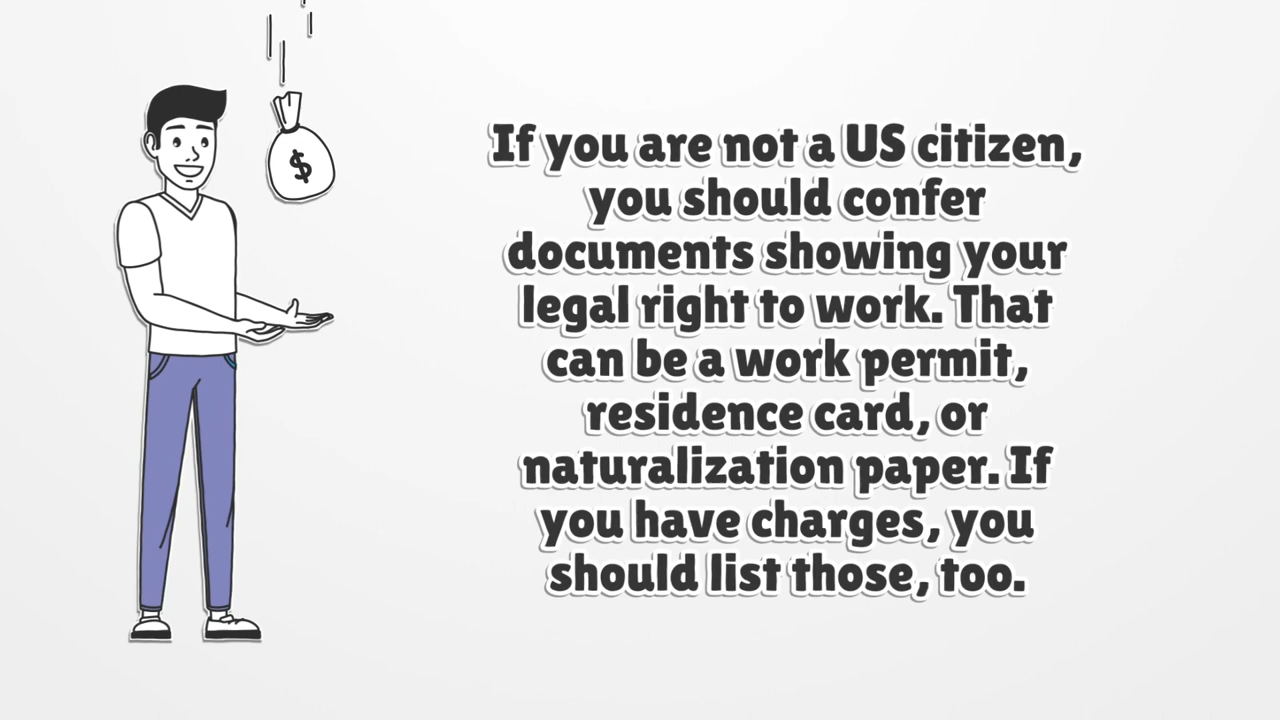 $
If you are not a US citizen,
you should confer
documents showing your
legal right to work. That
can be a work permit,
residence card, or
naturalization paper. If
you have charges, you
should list those, too.